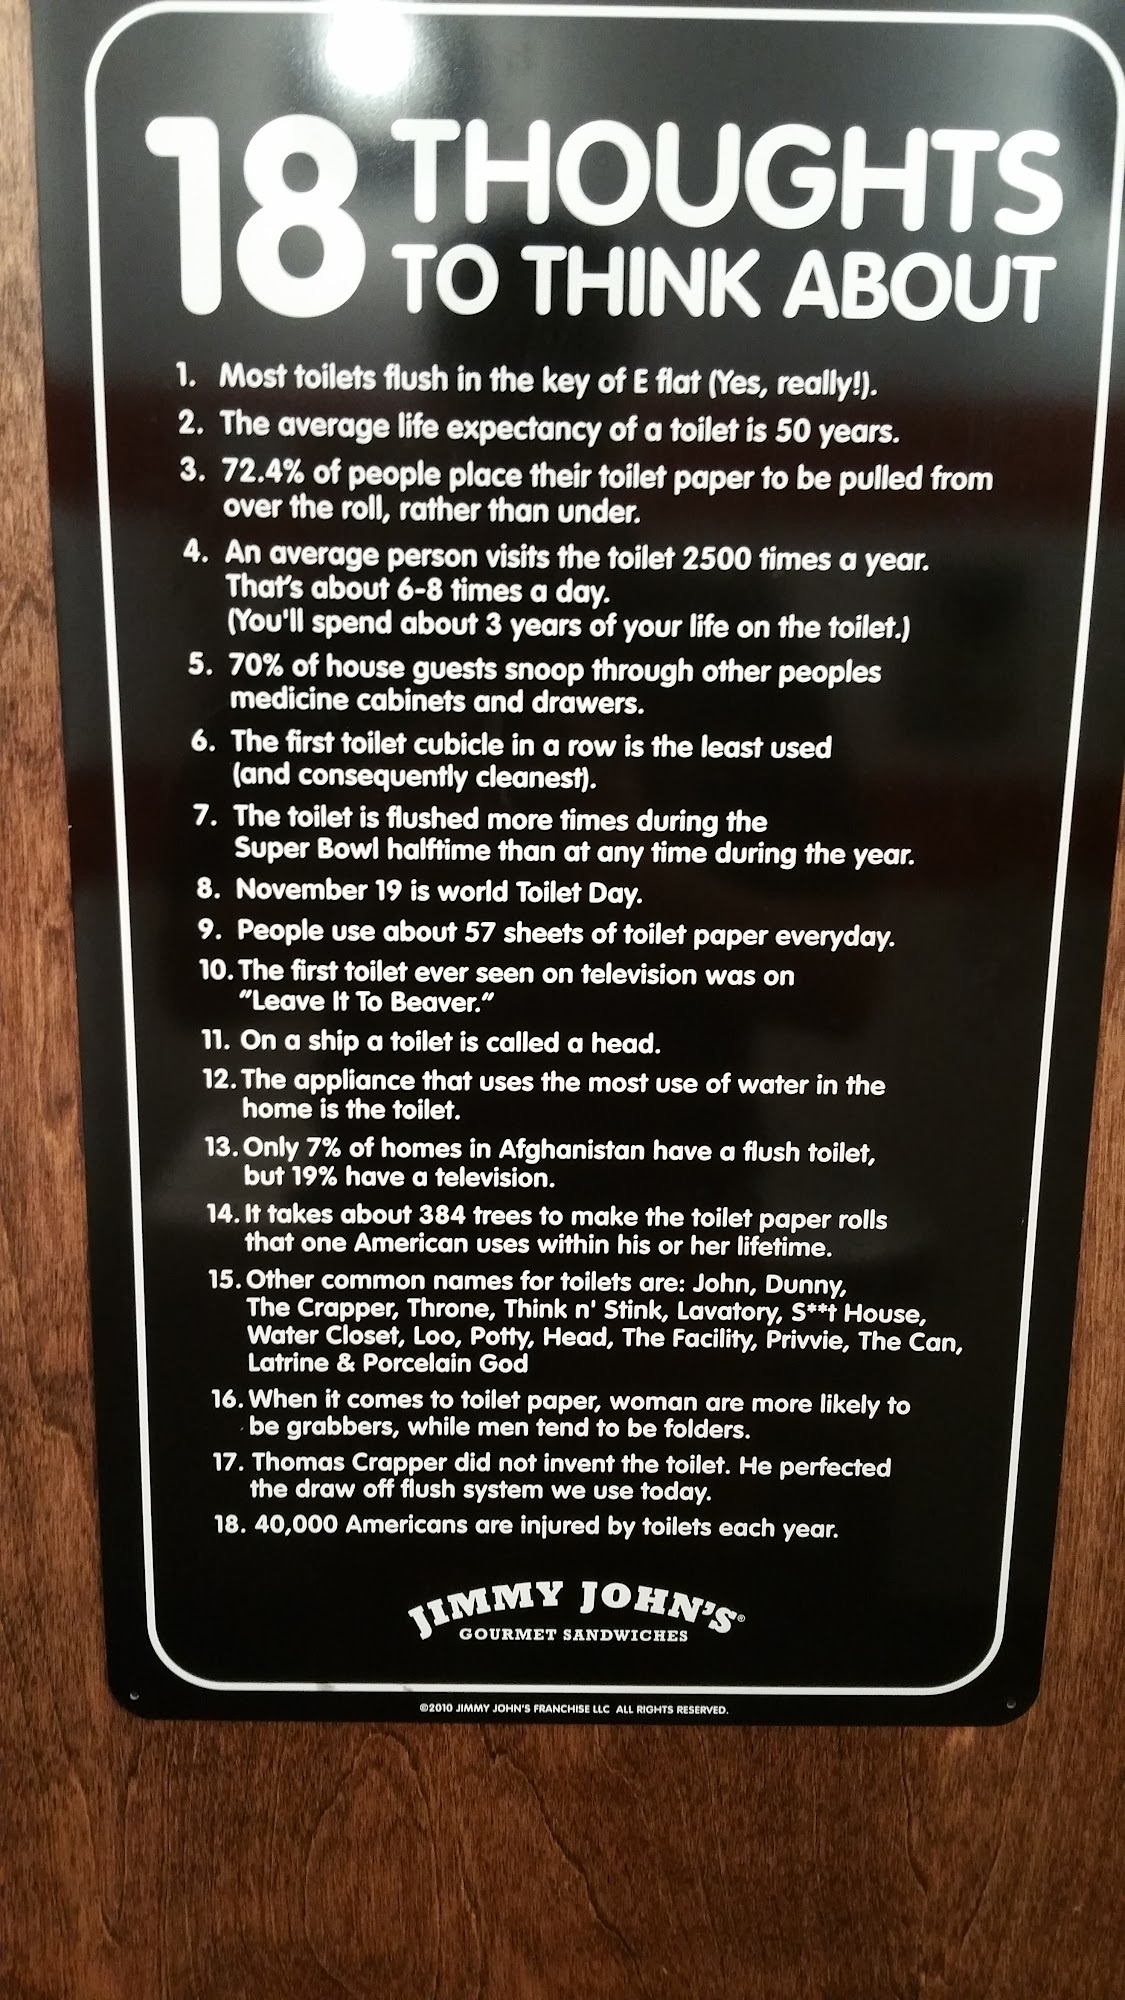 18 THOUGHTS
TO THINK ABOUT
1. Most toilets flush in the key of E flat (Yes, really!).
2. The average life expectancy of a toilet is 50 years.
3. 72.4% of people place their toilet paper to be pulled from
over the roll, rather than under.
4. An average person visits the toilet 2500 times a year.
That's about 6-8 times a day.
(You'll spend about 3 years of your life on the toilet.)
5. 70% of house guests snoop through other peoples
medicine cabinets and drawers.
6. The first toilet cubicle in a row is the least used
(and consequently cleanest).
7. The toilet is flushed more times during the
Super Bowl halftime than at any time during the year.
8. November 19 is world Toilet Day.
9. People use about 57 sheets of toilet paper everyday.
10. The first toilet ever seen on television was on
"Leave It To Beaver."
11. On a ship a toilet is called a head.
12. The appliance that uses the most use of water in the
home is the toilet.
13. Only 7% of homes in Afghanistan have a flush toilet,
but 19% have a television.
14. It takes about 384 trees to make the toilet paper rolls
that one American uses within his or her lifetime.
15. Other common names for toilets are: John, Dunny,
The Crapper, Throne, Think n' Stink, Lavatory, S**t House,
Water Closet, Loo, Potty, Head, The Facility, Privvie, The Can,
Latrine & Porcelain God
16. When it comes to toilet paper, woman are more likely to
be grabbers, while men tend to be folders.
17. Thomas Crapper did not invent the toilet. He perfected
the draw off flush system we use today.
18. 40,000 Americans are injured by toilets each year.
JIMMY JOHN'S®
GOURMET SANDWICHES
©2010 JIMMY JOHN'S FRANCHISE LLC ALL RIGHTS RESERVED.